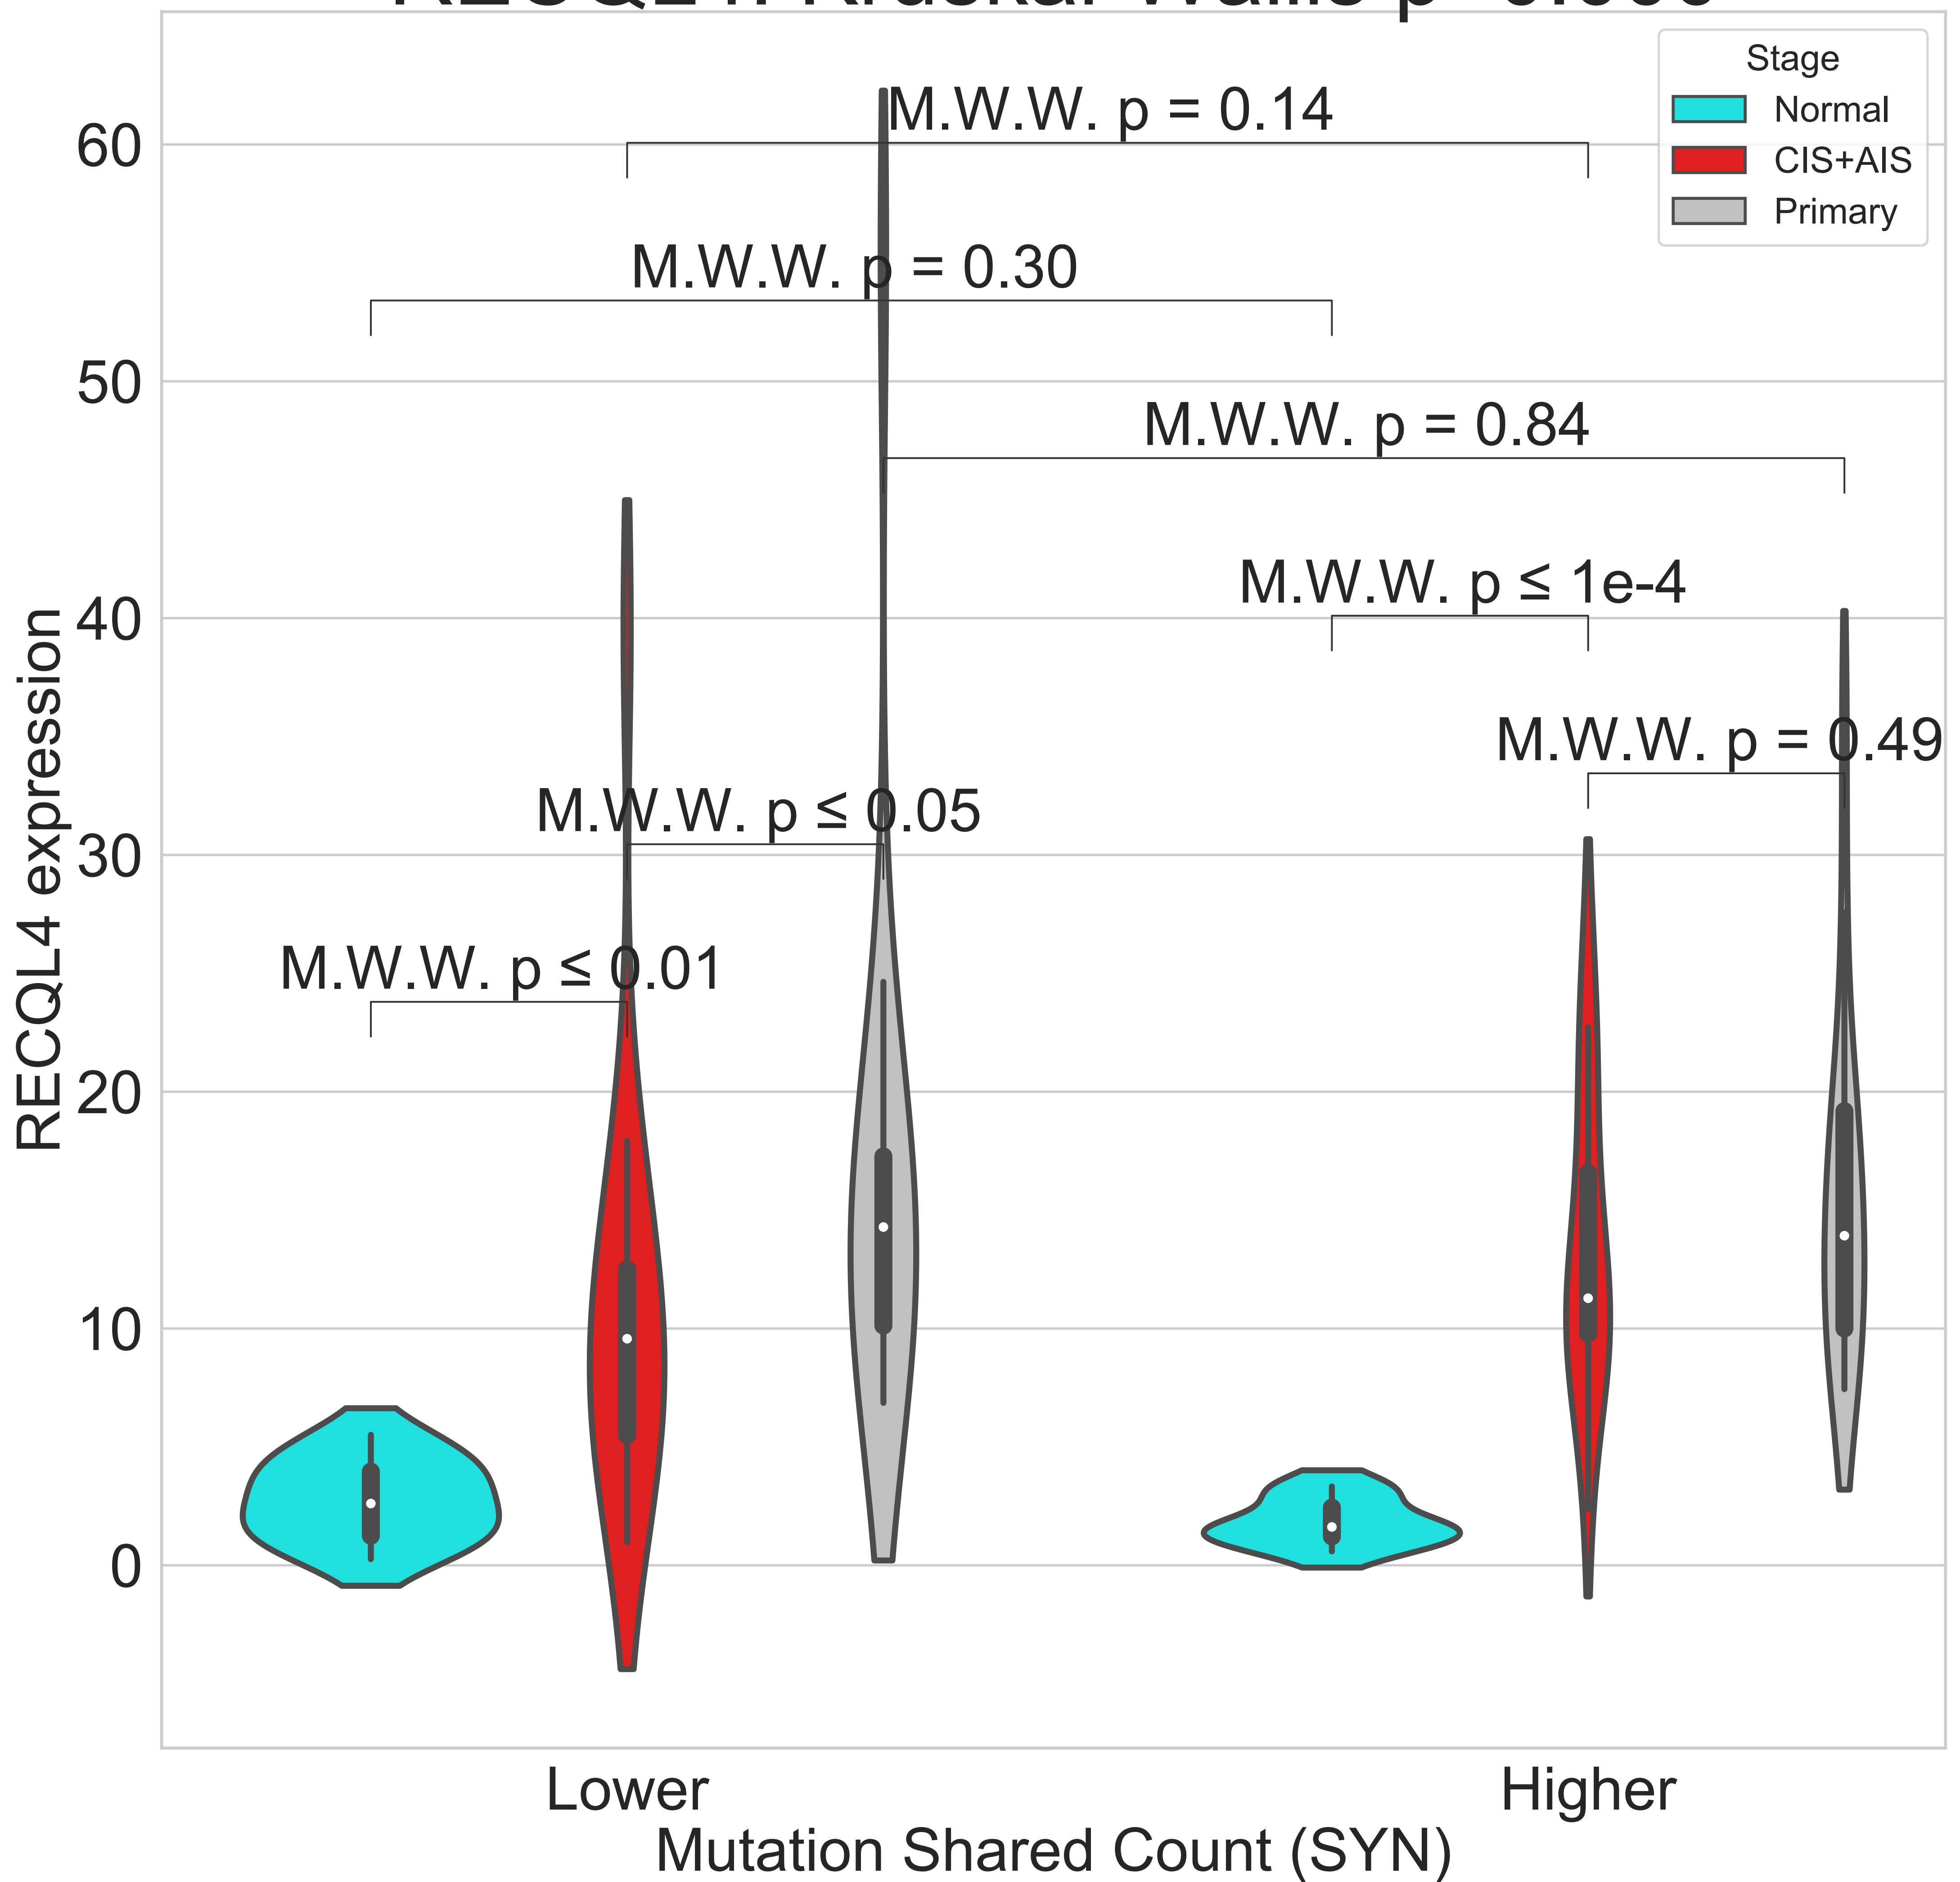 Stage
Normal
CIS+AIS
Primary
M.W.W. p = 0.14
M.W.W. p = 0.30
M.W.W. p = 0.84
M.W.W. p ≤ 1e-4
M.W.W. p = 0.49
M.W.W. p ≤ 0.05
M.W.W. p ≤ 0.01
60
50
40
30
20
10
0
RECQL4 expression
Lower
Higher
Mutation Shared Count (SYN)